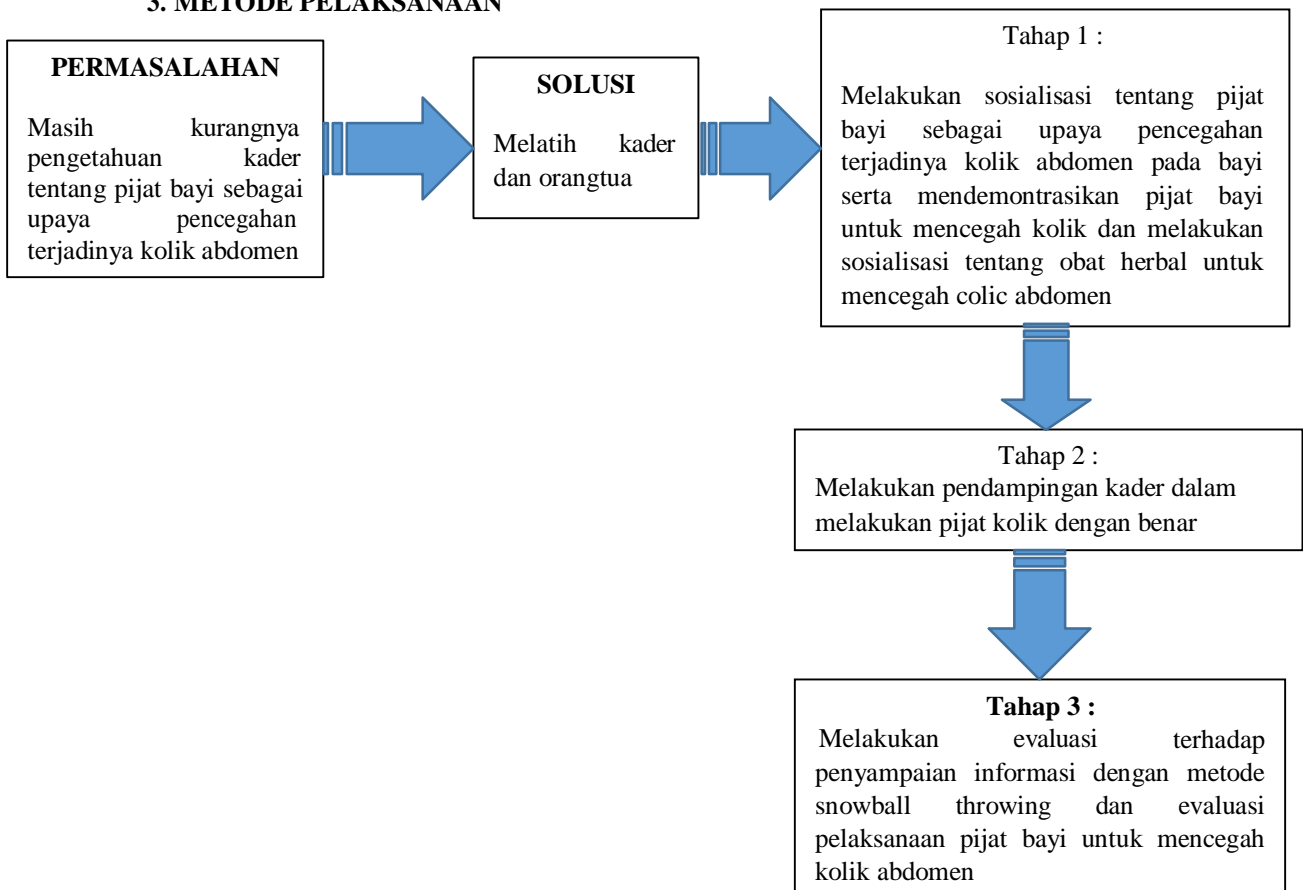 3. METODE PELAKSANAAN
PERMASALAHAN
Masih kurangnya
pengetahuan kader
tentang pijat bayi sebagai
upaya pencegahan
terjadinya kolik abdomen
SOLUSI
Melatih kader
dan orangtua
Tahap 1 :
Melakukan sosialisasi tentang pijat
bayi sebagai upaya pencegahan
terjadinya kolik abdomen pada bayi
serta mendemontrasikan pijat bayi
untuk mencegah kolik dan melakukan
sosialisasi tentang obat herbal untuk
mencegah colic abdomen
Tahap 2 :
Melakukan pendampingan kader dalam
melakukan pijat kolik dengan benar
Tahap 3 :
Melakukan evaluasi terhadap
penyampaian informasi dengan metode
snowball throwing dan evaluasi
pelaksanaan pijat bayi untuk mencegah
kolik abdomen